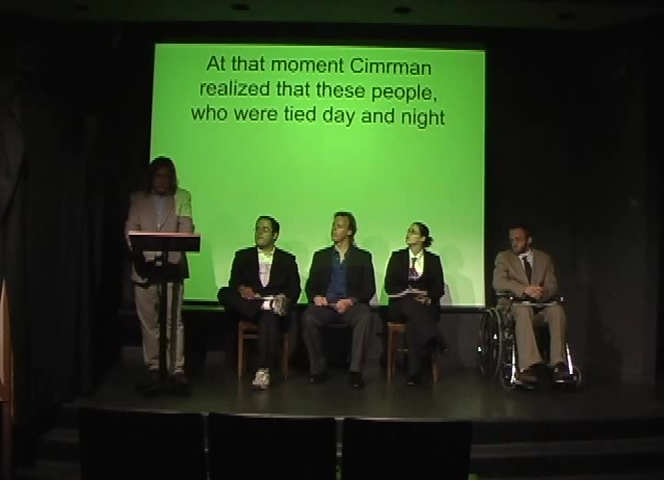 At that moment Cimrman
realized that these people,
who were tied day and night